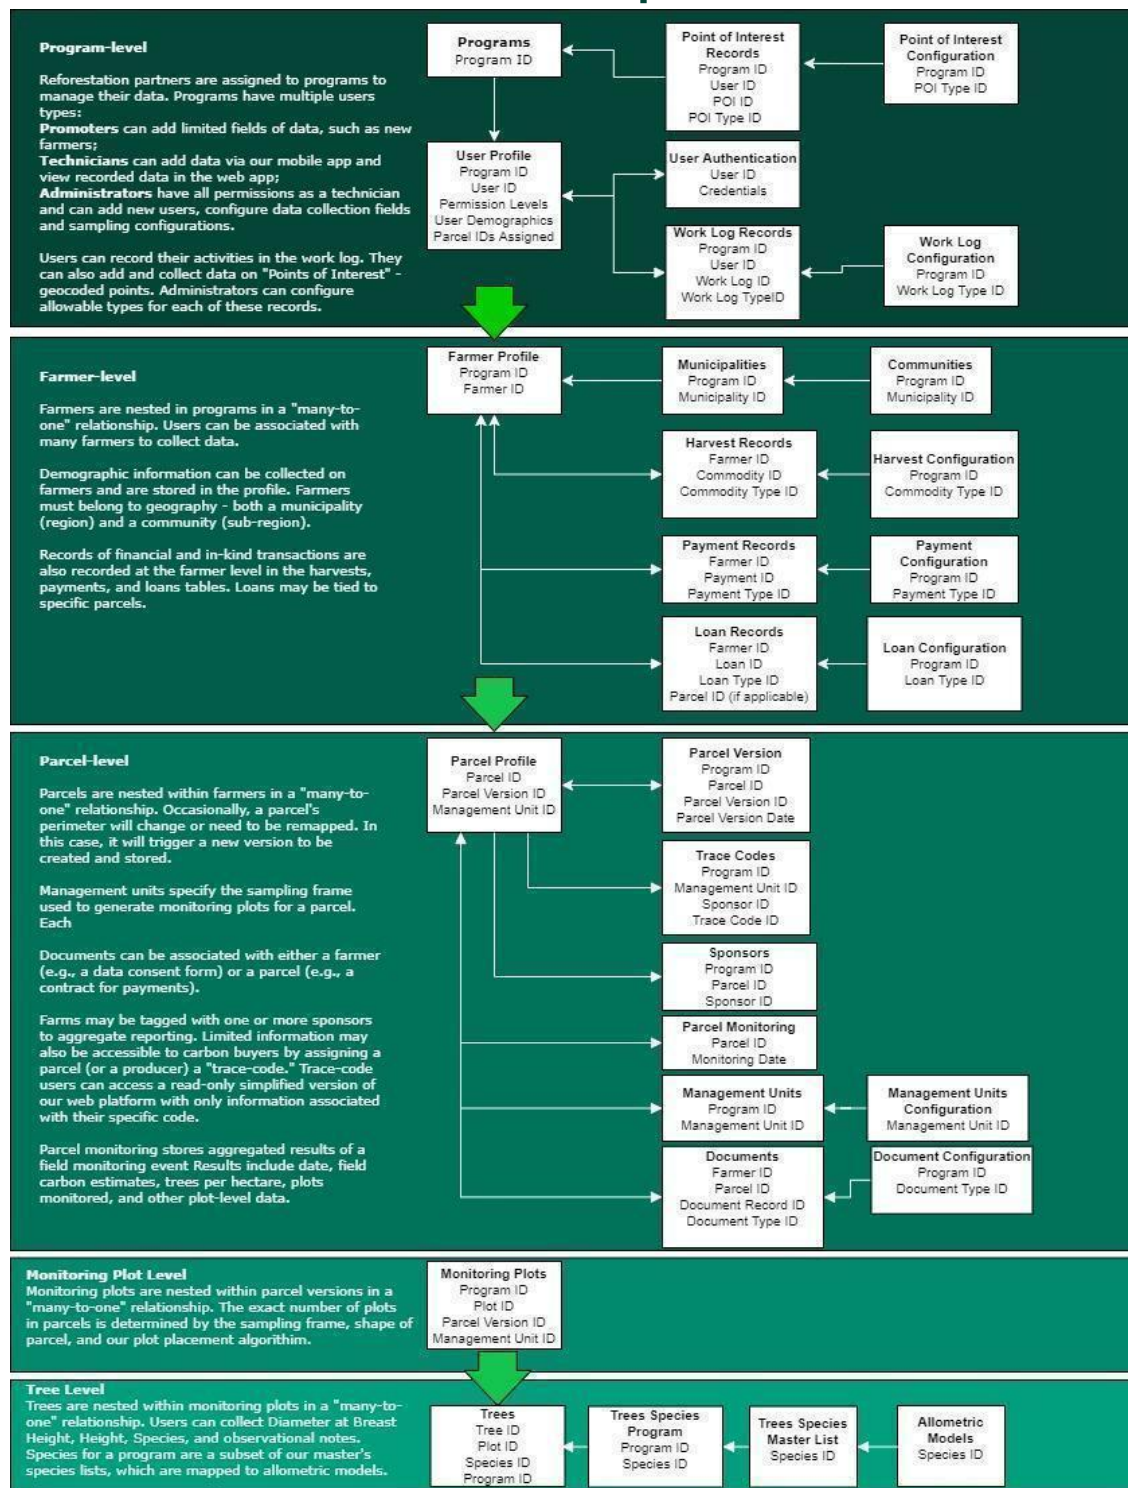 Program-level
Reforestation partners are assigned to programs to
manage their data. Programs have multiple users
types:
Promoters can add limited fields of data, such as new
farmers;
Technicians can add data via our mobile app and
view recorded data in the web app;
Administrators have all permissions as a technician
and can add new users, configure data collection fields
and sampling configurations.
Users can record their activities in the work log. They
can also add and collect data on "Points of Interest" -
geocoded points. Administrators can configure
allowable types for each of these records.
Programs
Program ID
Point of Interest
Records
Program ID
User ID
POI ID
POI Type ID
Point of Interest
Configuration
Program ID
POI Type ID
User Profile
Program ID
User ID
Permission Levels
User Demographics
Parcel IDs Assigned
User Authentication
User ID
Credentials
Work Log Records
Program ID
User ID
Work Log ID
Work Log TypeID
Work Log
Configuration
Program ID
Work Log Type ID
Farmer-level
Farmers are nested in programs in a "many-to-
one" relationship. Users can be associated with
many farmers to collect data.
Demographic information can be collected on
farmers and are stored in the profile. Farmers
must belong to geography - both a municipality
(region) and a community (sub-region).
Records of financial and in-kind transactions are
also recorded at the farmer level in the harvests,
payments, and loans tables. Loans may be tied to
specific parcels.
Farmer Profile
Program ID
Farmer ID
Municipalities
Program ID
Municipality ID
Communities
Program ID
Municipality ID
Harvest Records
Farmer ID
Commodity ID
Commodity Type ID
Harvest Configuration
Program ID
Commodity Type ID
Payment Records
Farmer ID
Payment ID
Payment Type ID
Payment
Configuration
Program ID
Payment Type ID
Loan Records
Farmer ID
Loan ID
Loan Type ID
Parcel ID (if applicable)
Loan Configuration
Program ID
Loan Type ID
Parcel-level
Parcels are nested within farmers in a "many-to-
one" relationship. Occasionally, a parcel's
perimeter will change or need to be remapped. In
this case, it will trigger a new version to be
created and stored.
Management units specify the sampling frame
used to generate monitoring plots for a parcel.
Each
Documents can be associated with either a farmer
(e.g., a data consent form) or a parcel (e.g., a
contract for payments).
Farms may be tagged with one or more sponsors
to aggregate reporting. Limited information may
also be accessible to carbon buyers by assigning a
parcel (or a producer) a "trace-code." Trace-code
users can access a read-only simplified version of
our web platform with only information associated
with their specific code.
Parcel monitoring stores aggregated results of a
field monitoring event Results include date, field
carbon estimates, trees per hectare, plots
monitored, and other plot-level data.
Parcel Profile
Parcel ID
Parcel Version ID
Management Unit ID
Parcel Version
Program ID
Parcel ID
Parcel Version ID
Parcel Version Date
Trace Codes
Program ID
Management Unit ID
Sponsor ID
Trace Code ID
Sponsors
Program ID
Parcel ID
Sponsor ID
Parcel Monitoring
Parcel ID
Monitoring Date
Management Units
Program ID
Management Unit ID
Management Units
Configuration
Management Unit ID
Documents
Farmer ID
Parcel ID
Document Record ID
Document Type ID
Document Configuration
Program ID
Document Type ID
Monitoring Plot Level
Monitoring plots are nested within parcel versions in a
"many-to-one" relationship. The exact number of plots
in parcels is determined by the sampling frame, shape of
parcel, and our plot placement algorithim.
Monitoring Plots
Program ID
Plot ID
Parcel Version ID
Management Unit ID
Tree Level
Trees are nested within monitoring plots in a "many-to-
one" relationship. Users can collect Diameter at Breast
Height, Height, Species, and observational notes.
Species for a program are a subset of our master's
species lists, which are mapped to allometric models.
Trees
Tree ID
Plot ID
Species ID
Program ID
Trees Species
Program
Program ID
Species ID
Trees Species
Master List
Species ID
Allometric
Models
Species ID